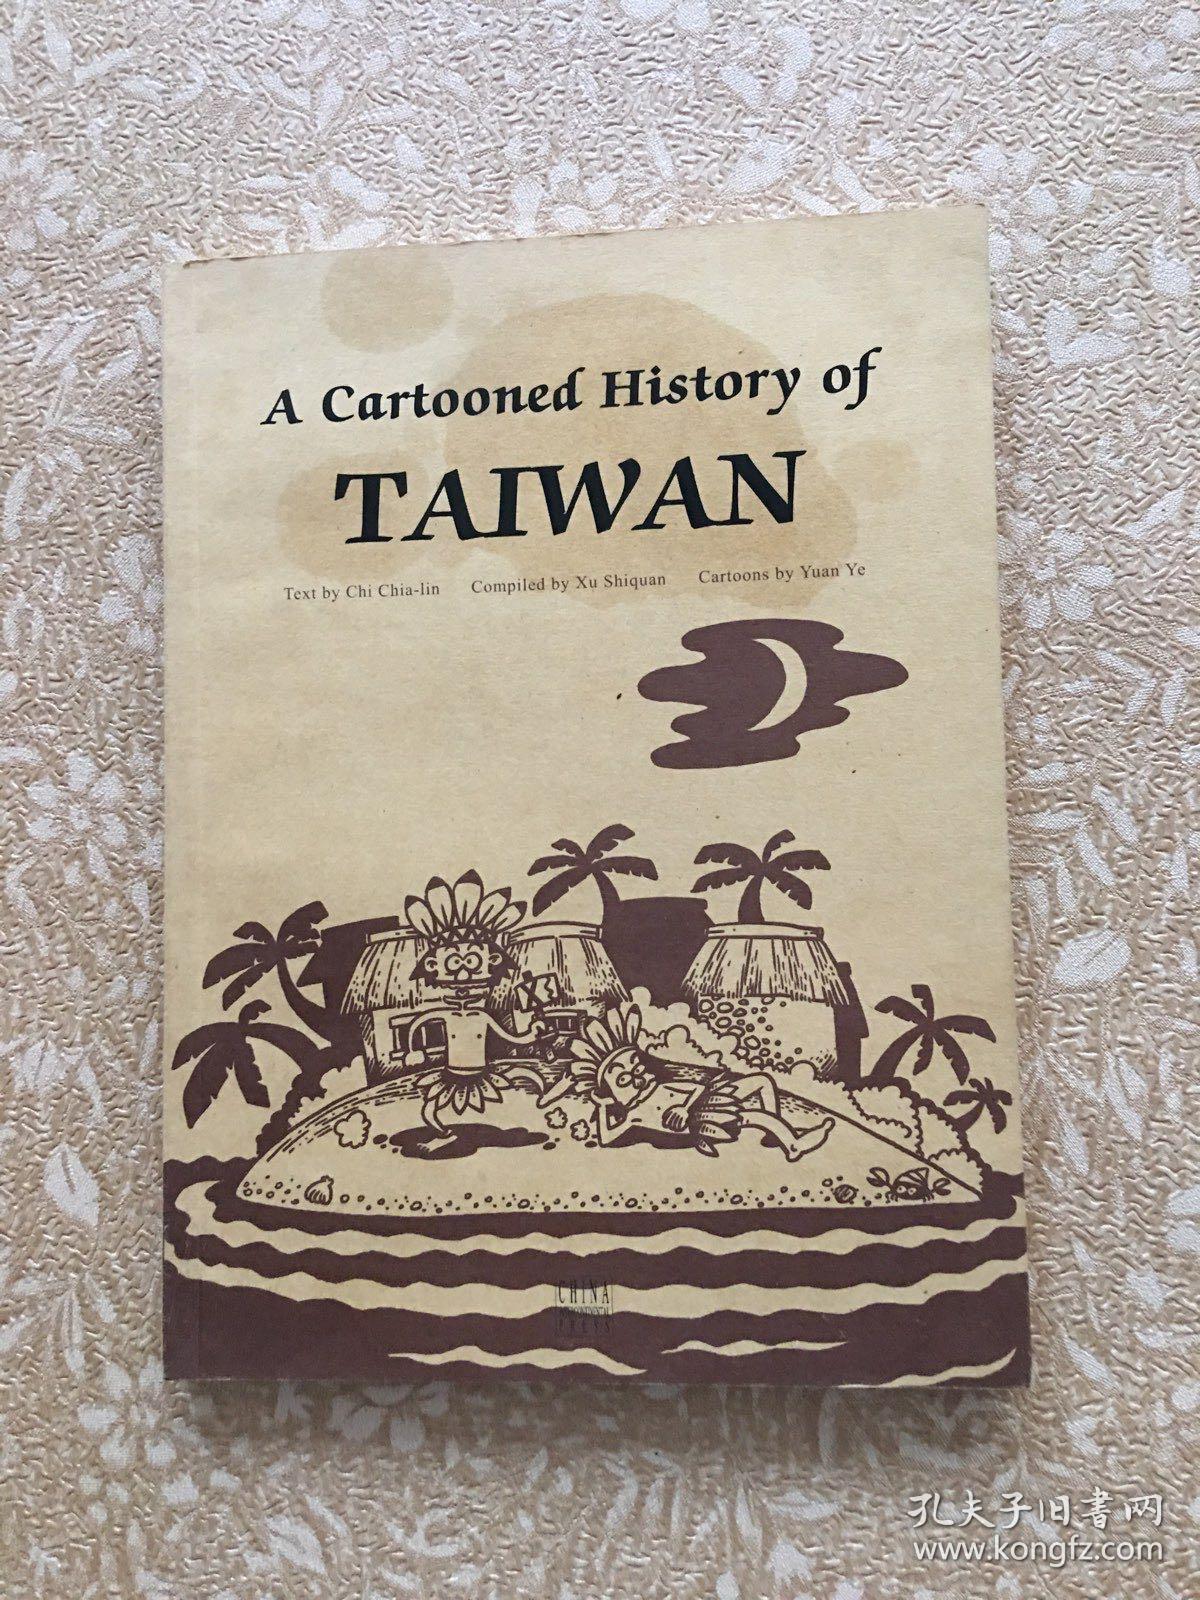 A Cartooned History of
TAIWAN
Text by Chi Chia-lin Compiled by Xu Shiquan Cartoons by Yuan Ye
CHINA
PRESS
孔夫子旧書网
www.kongfz.com